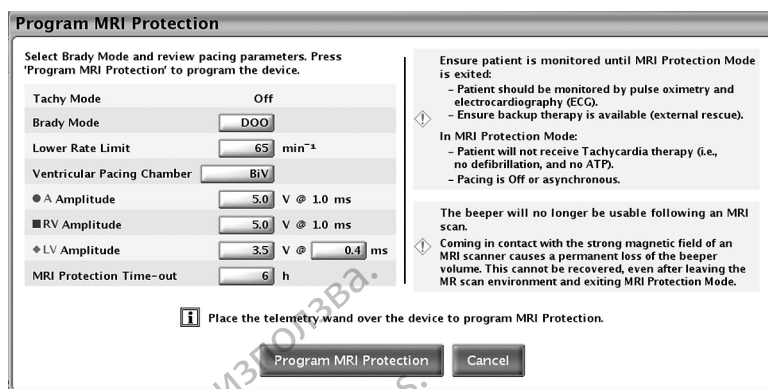 Program MRI Protection
Select Brady Mode and review pacing parameters. Press
'Program MRI Protection' to program the device.
Tachy Mode Off
Brady Mode DOO
Lower Rate Limit 65 min⁻¹
Ventricular Pacing Chamber BiV
A Amplitude 5.0 V @ 1.0 ms
RV Amplitude 5.0 V @ 1.0 ms
LV Amplitude 3.5 V @ 0.4 ms
MRI Protection Time-out 6 h
Ensure patient is monitored until MRI Protection Mode
is exited:
– Patient should be monitored by pulse oximetry and
electrocardiography (ECG).
– Ensure backup therapy is available (external rescue).
In MRI Protection Mode:
– Patient will not receive Tachycardia therapy (i.e.,
no defibrillation, and no ATP).
– Pacing is Off or asynchronous.
The beeper will no longer be usable following an MRI
scan.
Coming in contact with the strong magnetic field of an
MRI scanner causes a permanent loss of the beeper
volume. This cannot be recovered, even after leaving the
MR scan environment and exiting MRI Protection Mode.
i Place the telemetry wand over the device to program MRI Protection.
Program MRI Protection Cancel